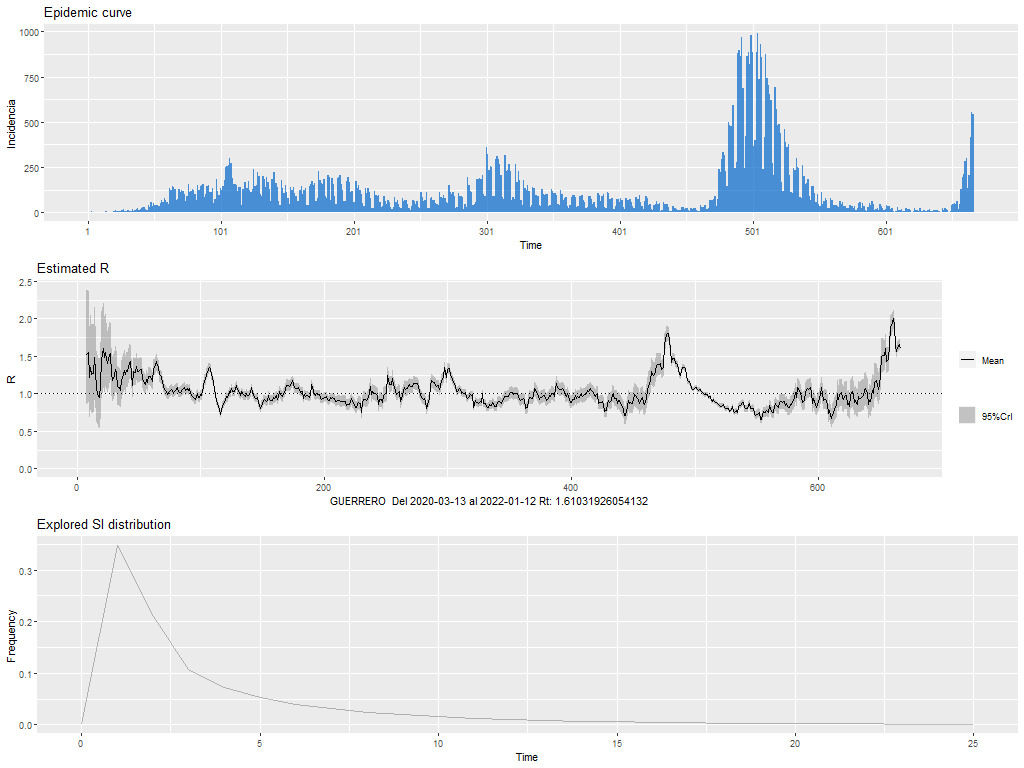 Epidemic curve
1000
750
500
250
0
Incidencia
1 101 201 301 401 501 601
Time
Estimated R
2.5
2.0
1.5
1.0
0.5
0.0
R
Mean
95%CrI
0 200 400 600
GUERRERO Del 2020-03-13 al 2022-01-12 Rt: 1.61031926054132
Explored SI distribution
0.3
0.2
0.1
0.0
Frequency
0 5 10 15 20 25
Time